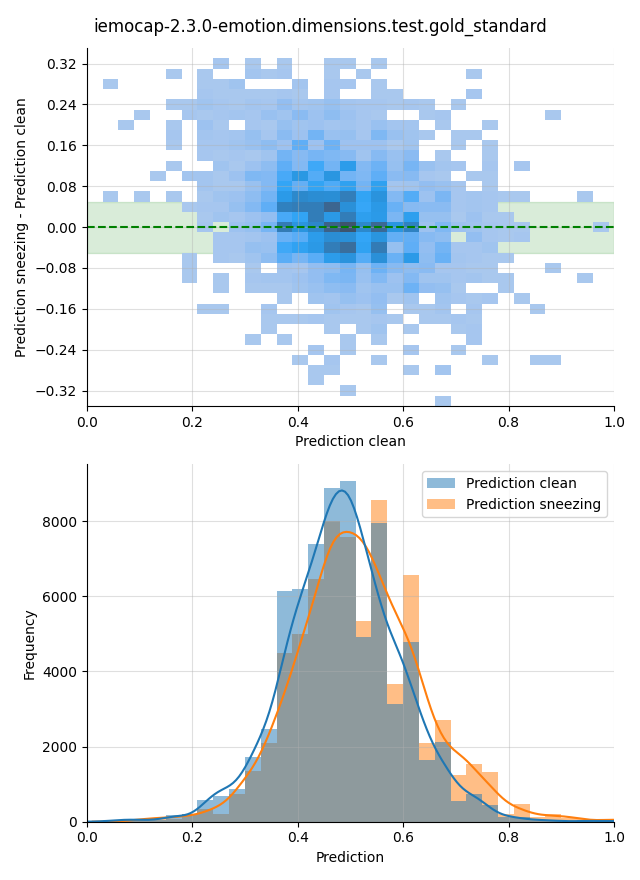 iemocap-2.3.0-emotion.dimensions.test.gold_standard
0.32
0.24
0.16
0.08
0.00
−0.08
−0.16
−0.24
−0.32
Prediction sneezing - Prediction clean
0.0 0.2 0.4 0.6 0.8 1.0
Prediction clean
Prediction clean
Prediction sneezing
8000
6000
4000
2000
0
Frequency
0.0 0.2 0.4 0.6 0.8 1.0
Prediction